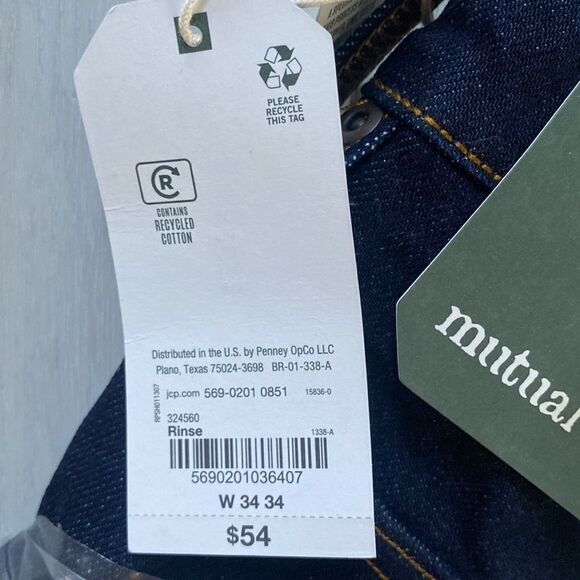 PLEASE
RECYCLE
THIS TAG
R
CONTAINS
RECYCLED
COTTON
Distributed in the U.S. by Penney OpCo LLC
Plano, Texas 75024-3698 BR-01-338-A
RPSH011307
jcp.com 569-0201 0851 15836-0
324560
Rinse 1338-A
5690201036407
W 34 34
$54
mutual